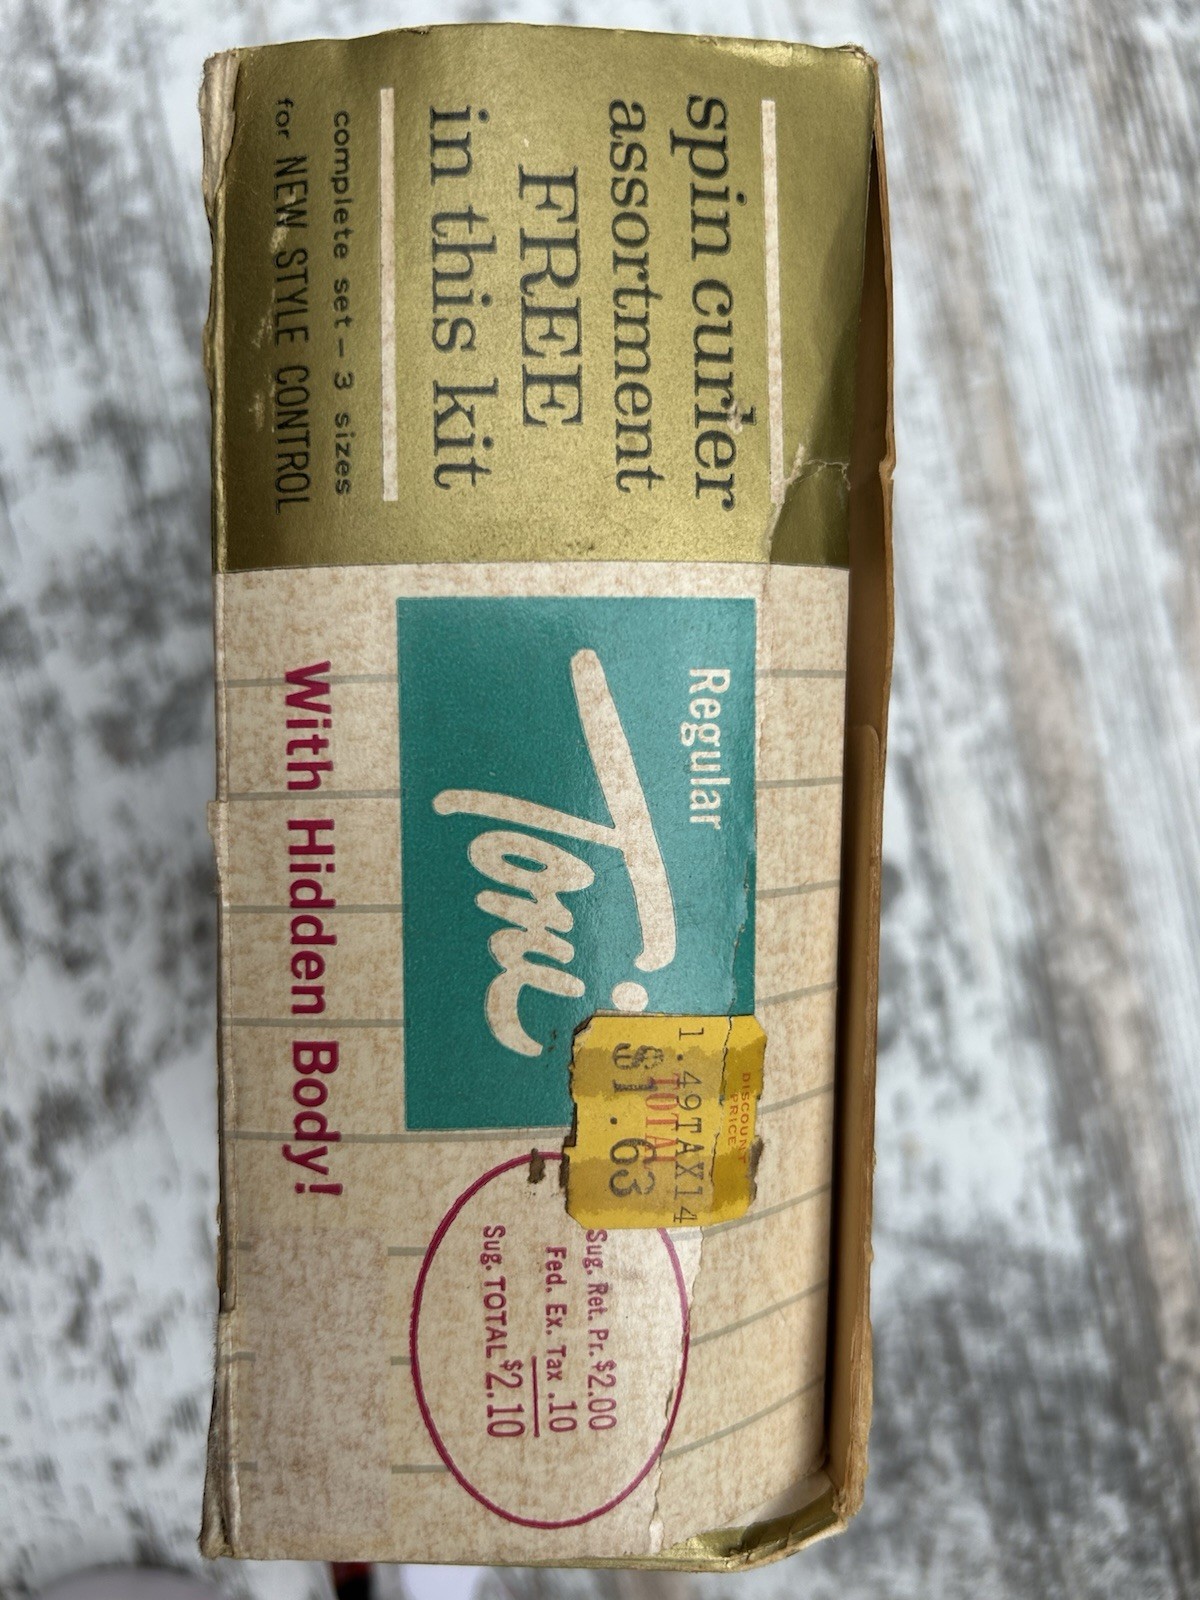 spin curler
assortment
FREE
in this kit
complete set - 3 sizes
for NEW STYLE CONTROL
Regular
Toni
With Hidden Body!
DISCOUNT
PRICE
1.49TAX14
TOTAL
$1.63
Sug. Ret. Pr. $2.00
Fed. Ex. Tax .10
Sug. TOTAL $2.10